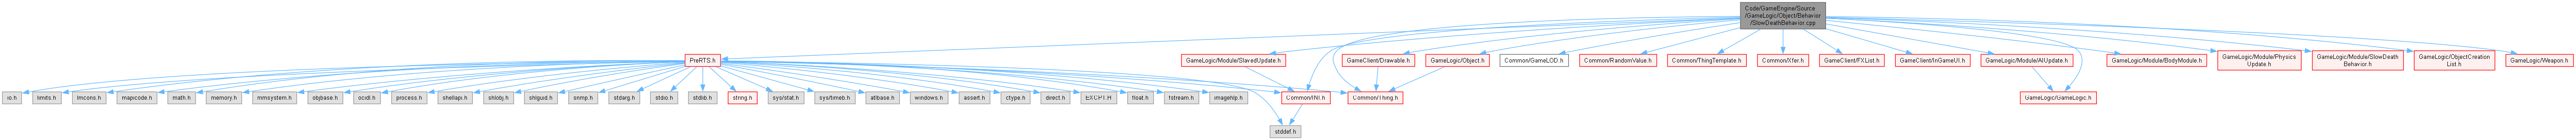 Code/GameEngine/Source
/GameLogic/Object/Behavior
/SlowDeathBehavior.cpp
PreRTS.h
GameLogic/Module/SlavedUpdate.h
GameClient/Drawable.h
GameLogic/Object.h
Common/GameLOD.h
Common/RandomValue.h
Common/ThingTemplate.h
Common/Xfer.h
GameClient/FXList.h
GameClient/InGameUI.h
GameLogic/Module/AIUpdate.h
GameLogic/Module/BodyModule.h
GameLogic/Module/Physics
Update.h
GameLogic/Module/SlowDeath
Behavior.h
GameLogic/ObjectCreation
List.h
GameLogic/Weapon.h
io.h
limits.h
lmcons.h
mapicode.h
math.h
memory.h
mmsystem.h
objbase.h
ocidl.h
process.h
shellapi.h
shlobj.h
shlguid.h
snmp.h
stdarg.h
stdio.h
stdlib.h
string.h
sys/stat.h
sys/timeb.h
atlbase.h
windows.h
assert.h
ctype.h
direct.h
EXCPT.H
float.h
fstream.h
imagehlp.h
Common/INI.h
Common/Thing.h
GameLogic/GameLogic.h
stddef.h